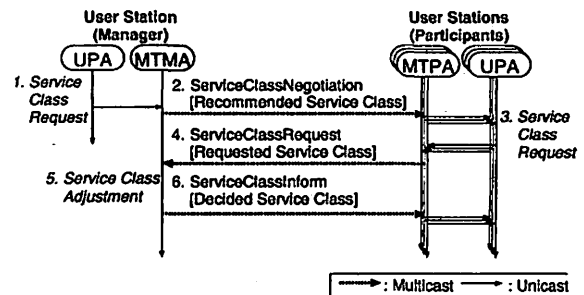 User Station
(Manager)
User Stations
(Participants)
UPA
MTMA
MTPA
UPA
1. Service
Class
Request
2. ServiceClassNegotiation
[Recommended Service Class]
3. Service
Class
Request
4. ServiceClassRequest
[Requested Service Class]
5. Service Class
Adjustment
6. ServiceClassInform
[Decided Service Class]
: Multicast
: Unicast